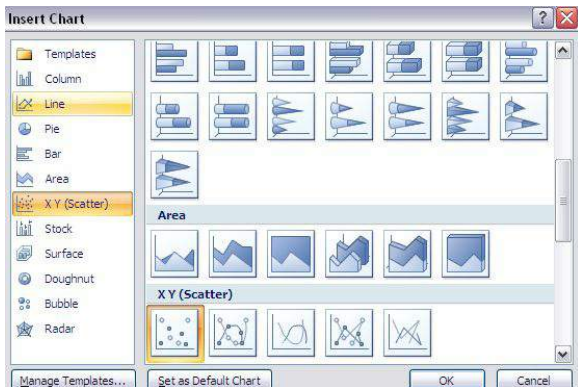 Insert Chart
Templates
Column
Line
Pie
Bar
Area
X Y (Scatter)
Stock
Surface
Doughnut
Bubble
Radar
Area
X Y (Scatter)
Manage Templates...
Set as Default Chart
OK
Cancel